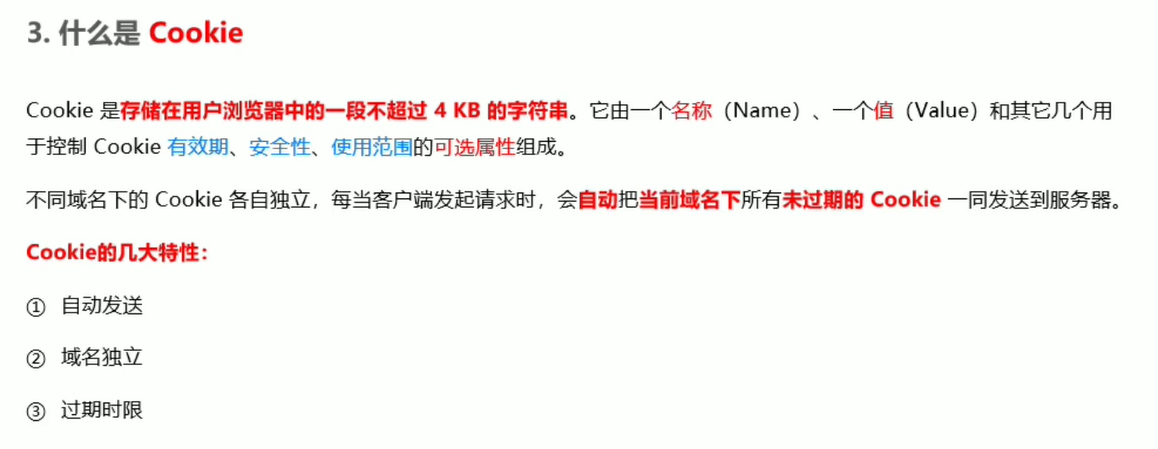 3. 什么是 Cookie
Cookie 是存储在用户浏览器中的一段不超过 4 KB 的字符串。它由一个名称（Name）、一个值（Value）和其它几个用
于控制 Cookie 有效期、安全性、使用范围的可选属性组成。
不同域名下的 Cookie 各自独立，每当客户端发起请求时，会自动把当前域名下所有未过期的 Cookie 一同发送到服务器。
Cookie的几大特性：
① 自动发送
② 域名独立
③ 过期时限